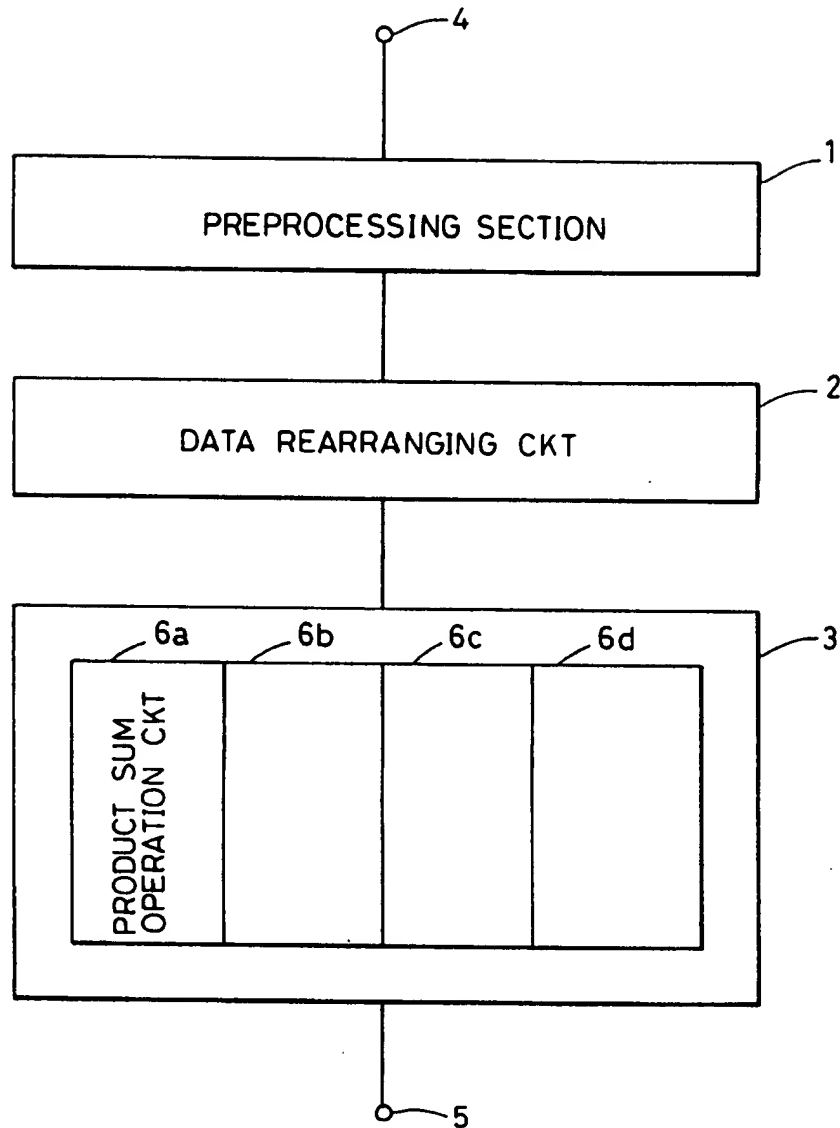 4
1
PREPROCESSING SECTION
2
DATA REARRANGING CKT
3
6a 6b 6c 6d
PRODUCT SUM
OPERATION CKT
5